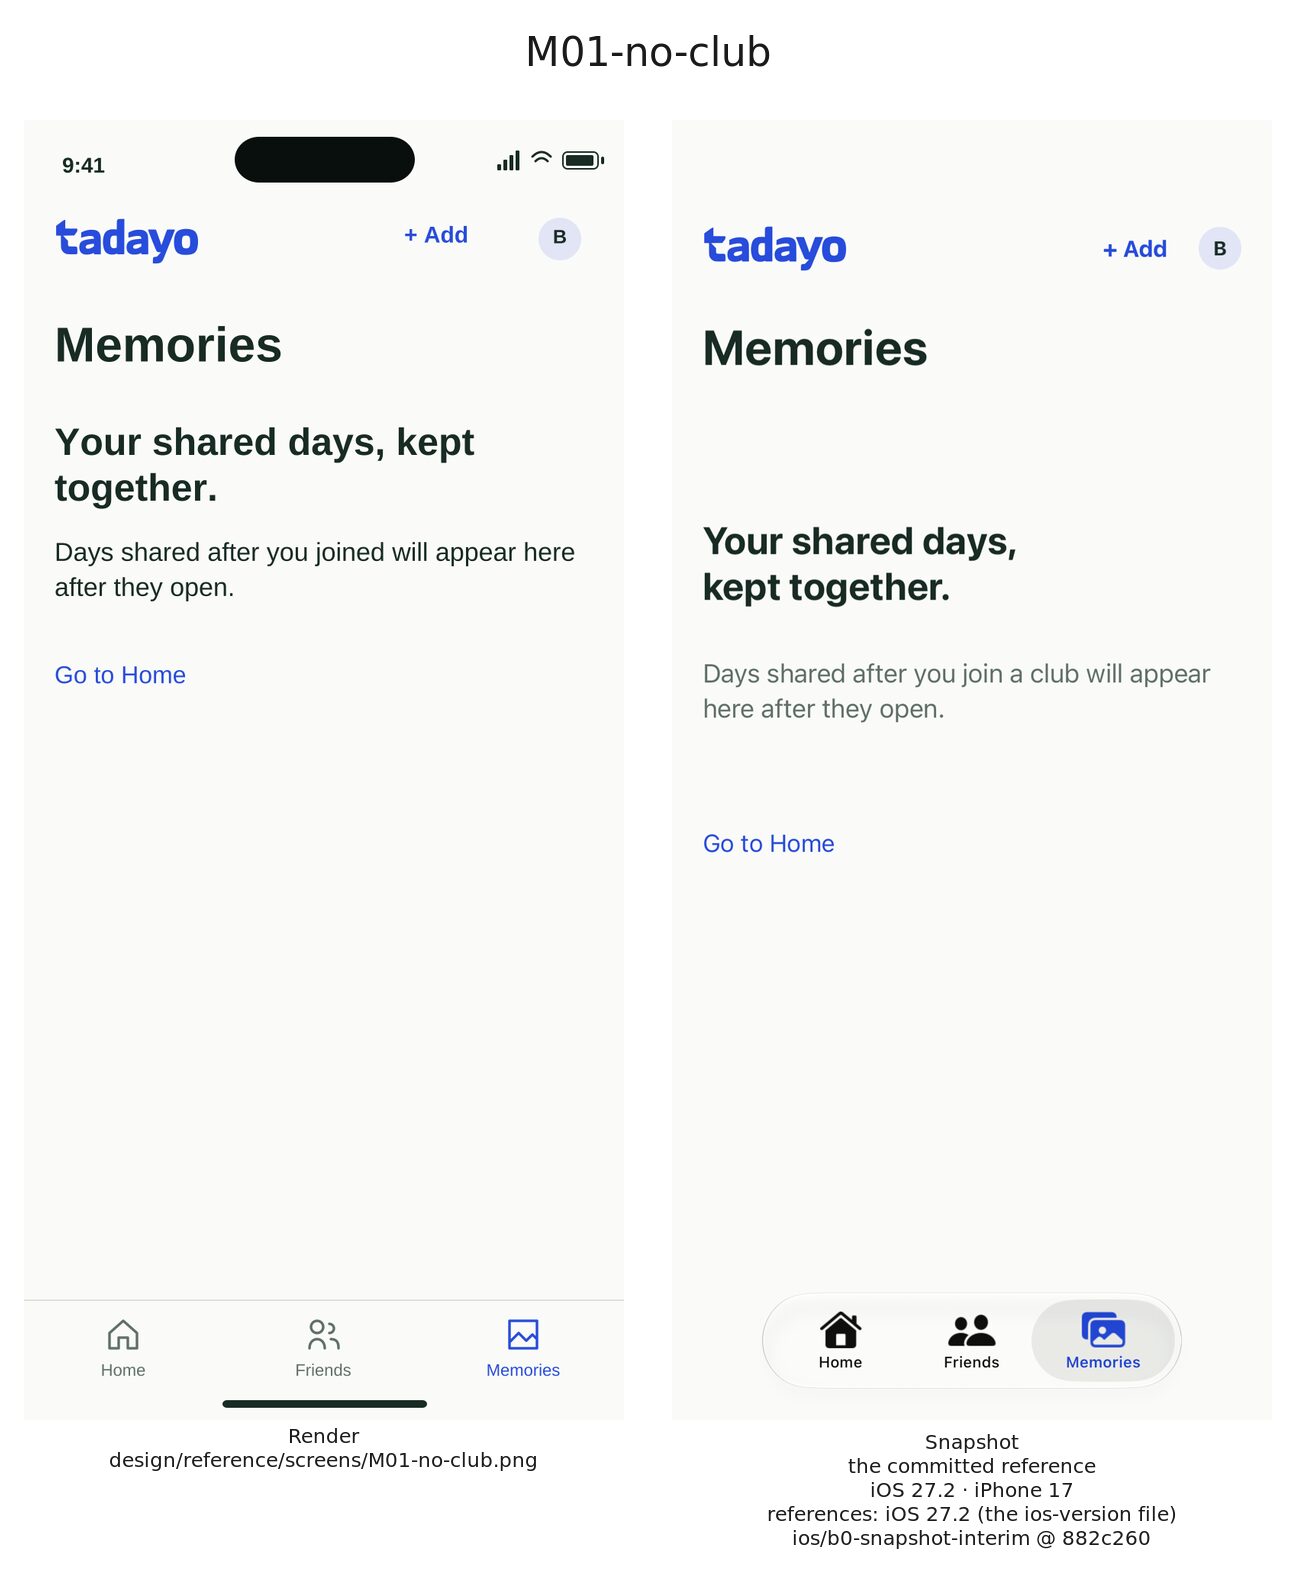 M01-no-club
9:41
tadayo
+ Add
B
Memories
Your shared days, kept
together.
Days shared after you joined will appear here
after they open.
Go to Home
Home
Friends
Memories
Render
design/reference/screens/M01-no-club.png
tadayo
+ Add
B
Memories
Your shared days,
kept together.
Days shared after you join a club will appear
here after they open.
Go to Home
Home
Friends
Memories
Snapshot
the committed reference
iOS 27.2 · iPhone 17
references: iOS 27.2 (the ios-version file)
ios/b0-snapshot-interim @ 882c260